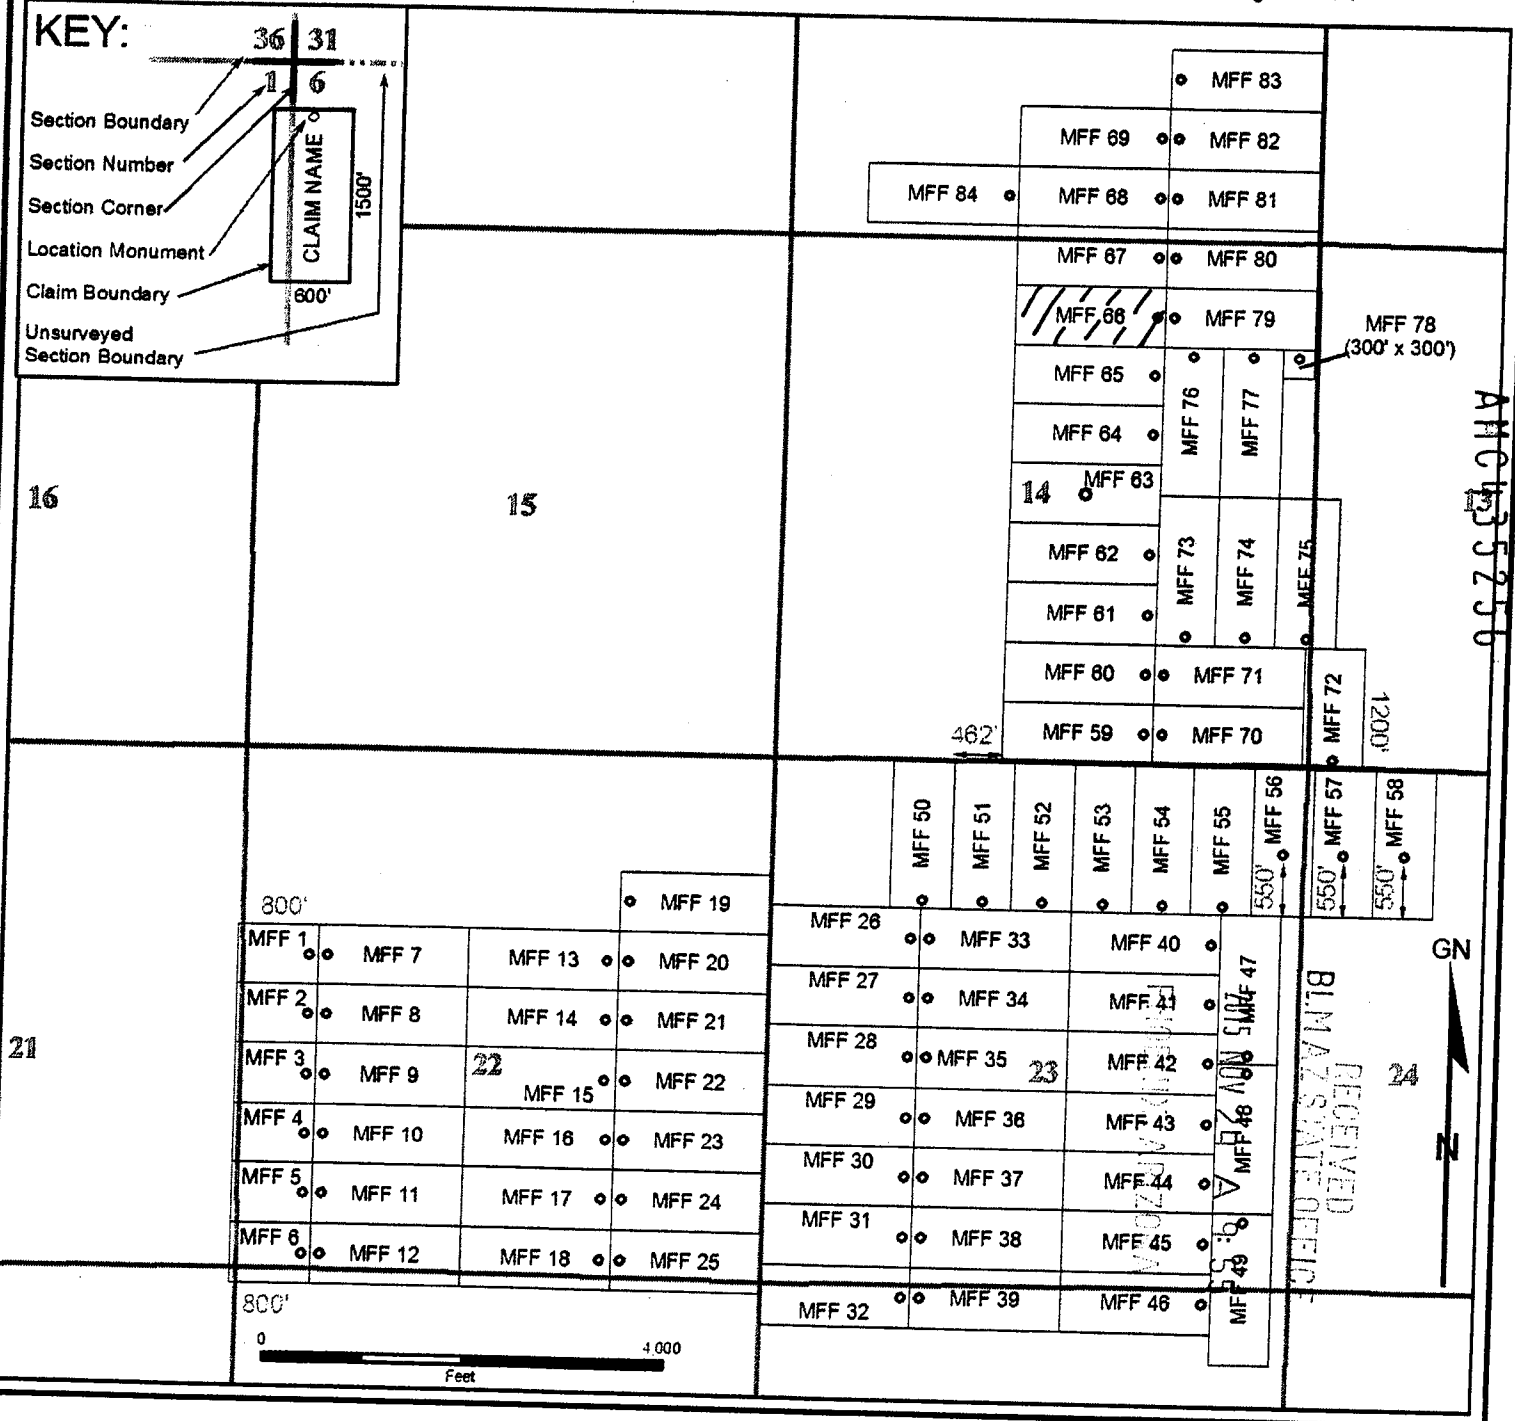 KEY:
36 31
1 6
Section Boundary
Section Number
Section Corner
Location Monument
Claim Boundary
Unsurveyed
Section Boundary
CLAIM NAME
1500'
600'
MFF 83
MFF 69 MFF 82
MFF 84 MFF 68 MFF 81
MFF 67 MFF 80
MFF 66 MFF 79
MFF 78
(300' x 300')
MFF 65
MFF 76
MFF 77
MFF 64
MFF 63
16
15
14
13
AMC435256
MFF 62
MFF 73
MFF 74
MFF 75
MFF 61
MFF 60 MFF 71
MFF 72
1200'
462'
MFF 59 MFF 70
MFF 50
MFF 51
MFF 52
MFF 53
MFF 54
MFF 55
MFF 56
MFF 57
MFF 58
550'
550'
550'
800'
MFF 19
MFF 1 MFF 7 MFF 13 MFF 20
MFF 2 MFF 8 MFF 14 MFF 21
MFF 3 MFF 9 MFF 15 MFF 22
MFF 4 MFF 10 MFF 16 MFF 23
MFF 5 MFF 11 MFF 17 MFF 24
MFF 6 MFF 12 MFF 18 MFF 25
21
22
23
24
MFF 26 MFF 33 MFF 40
MFF 27 MFF 34 MFF 41
MFF 28 MFF 35 MFF 42
MFF 29 MFF 36 MFF 43
MFF 30 MFF 37 MFF 44
MFF 31 MFF 38 MFF 45
MFF 32 MFF 39 MFF 46
MFF 47
MFF 48
MFF 49
RECEIVED
BLM AZ STATE OFFICE
2015 NOV 20 A 9: 55
PHOENIX, ARIZONA
GN
N
800'
0 4,000
Feet